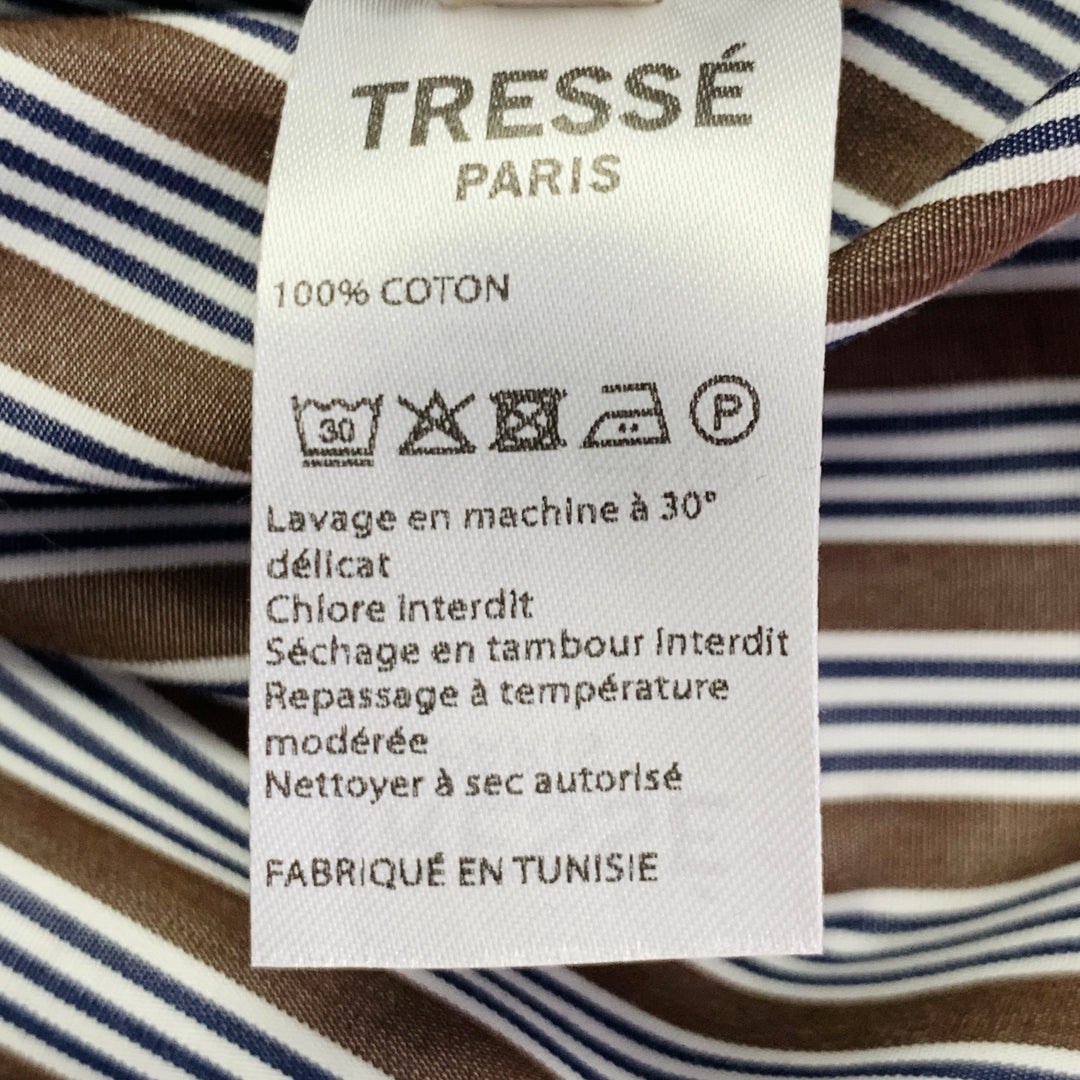 TRESSÉ
PARIS
100% COTON
30 P
Lavage en machine à 30°
délicat
Chlore interdit
Séchage en tambour interdit
Repassage à température
modérée
Nettoyer à sec autorisé
FABRIQUÉ EN TUNISIE